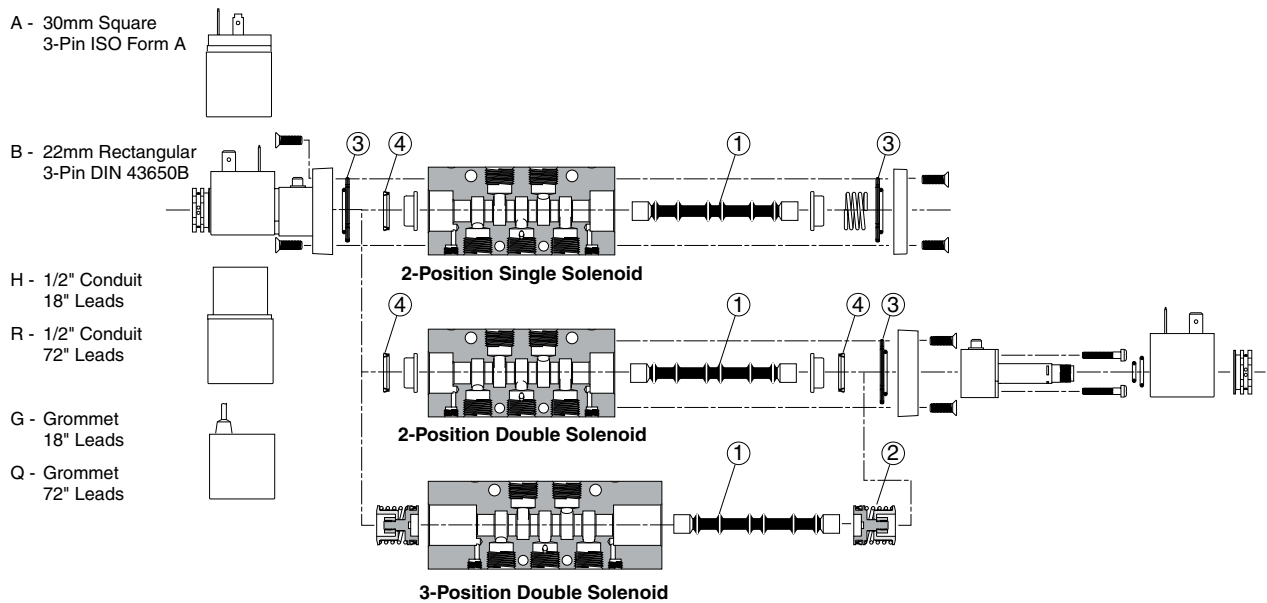 A - 30mm Square
3-Pin ISO Form A
B - 22mm Rectangular
3-Pin DIN 43650B
3
4
1
3
2-Position Single Solenoid
H - 1/2" Conduit
18" Leads
R - 1/2" Conduit
72" Leads
4
1
4
3
2-Position Double Solenoid
G - Grommet
18" Leads
Q - Grommet
72" Leads
1
2
3-Position Double Solenoid